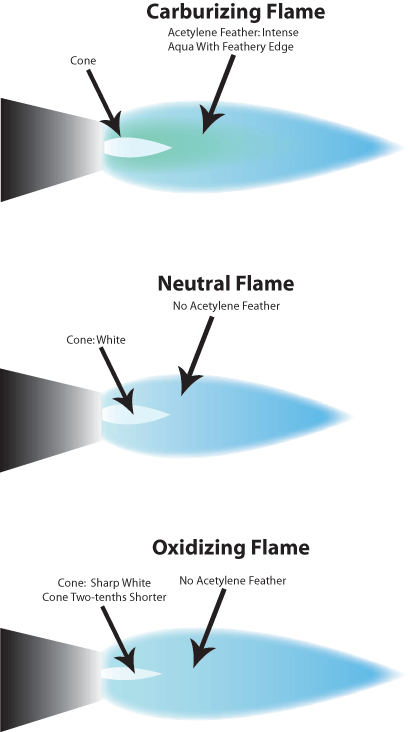 Carburizing Flame
Acetylene Feather: Intense
Aqua With Feathery Edge
Cone
Neutral Flame
No Acetylene Feather
Cone: White
Oxidizing Flame
Cone: Sharp White
Cone Two-tenths Shorter
No Acetylene Feather